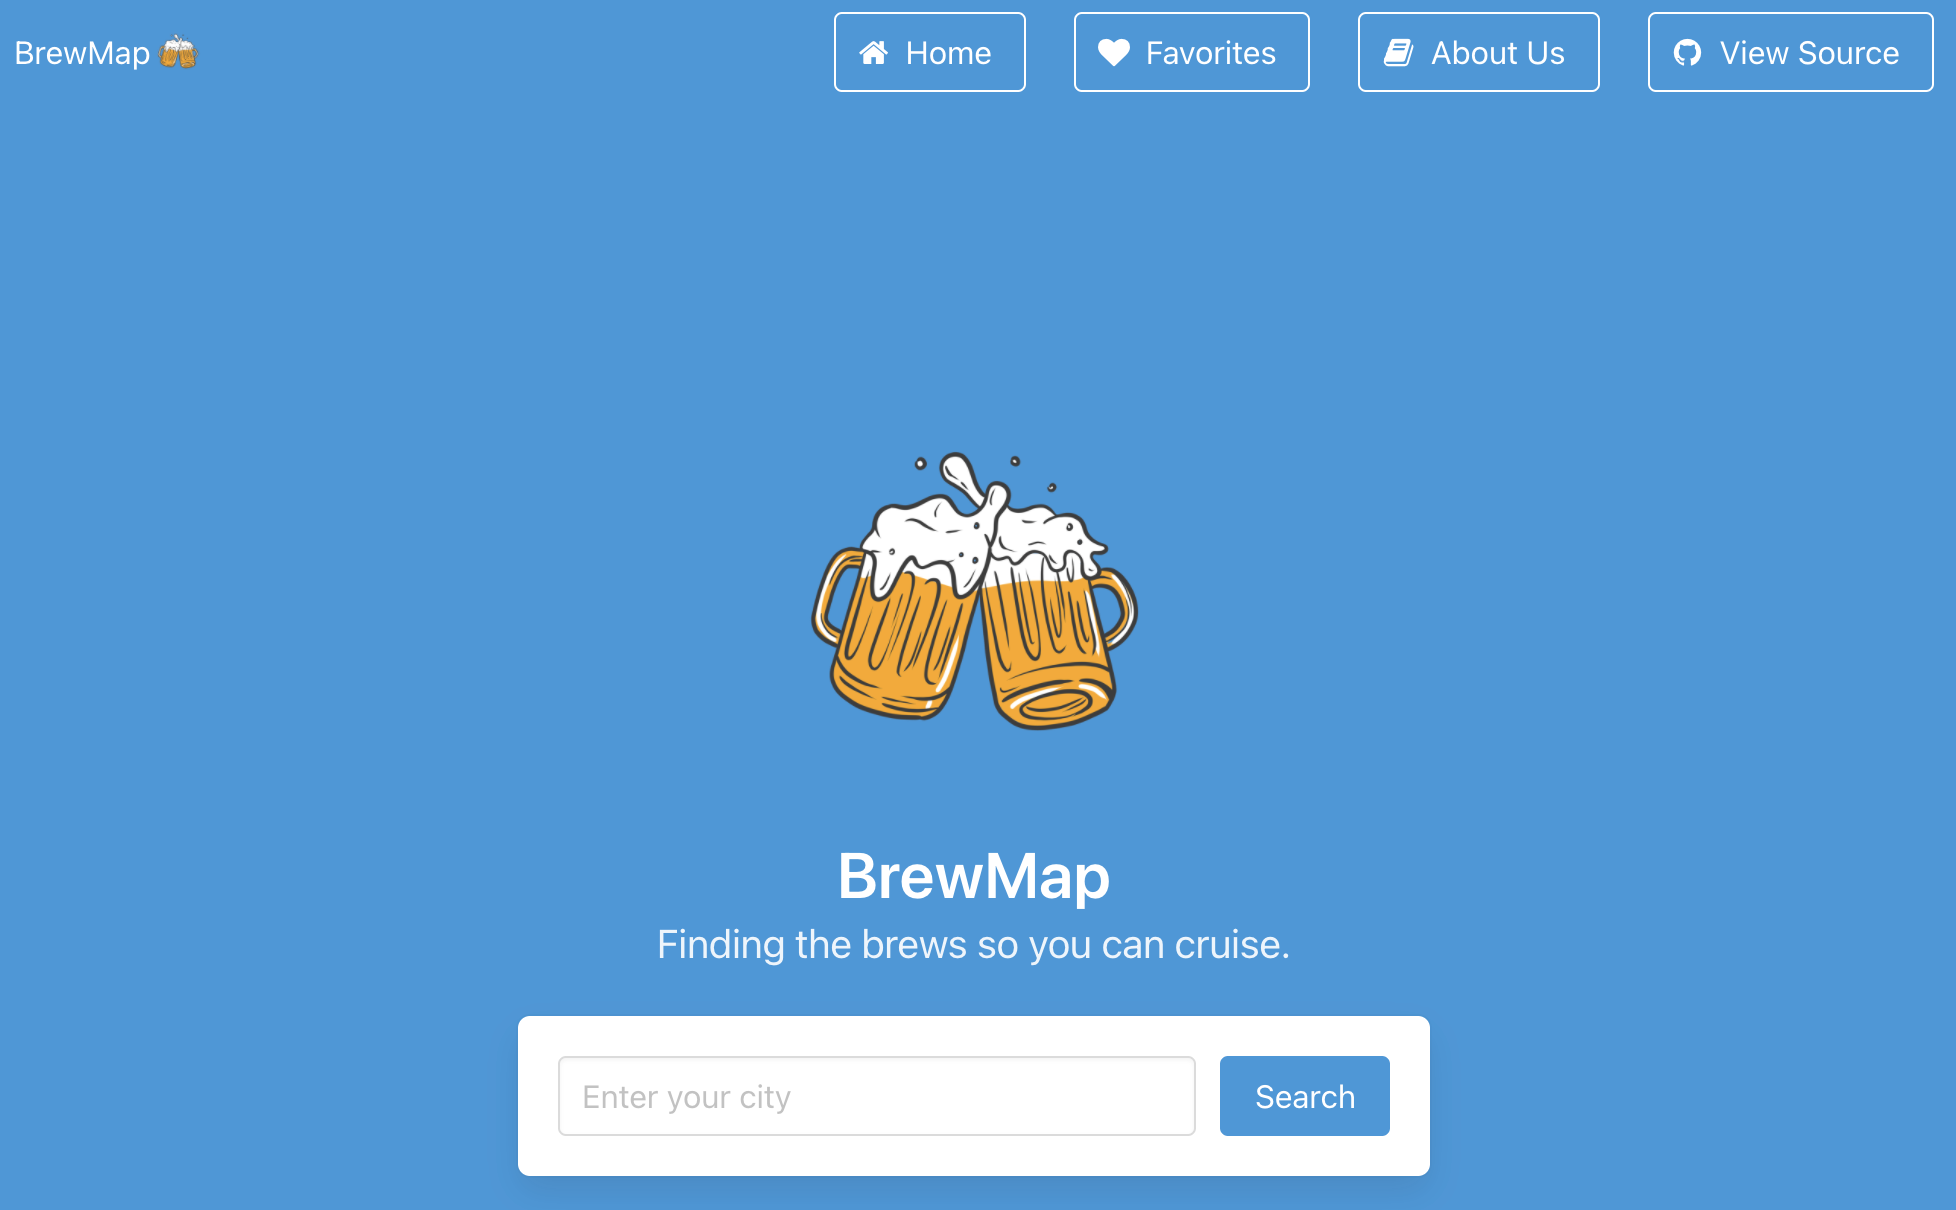 BrewMap
Home
Favorites
About Us
View Source
BrewMap
Finding the brews so you can cruise.
Enter your city
Search